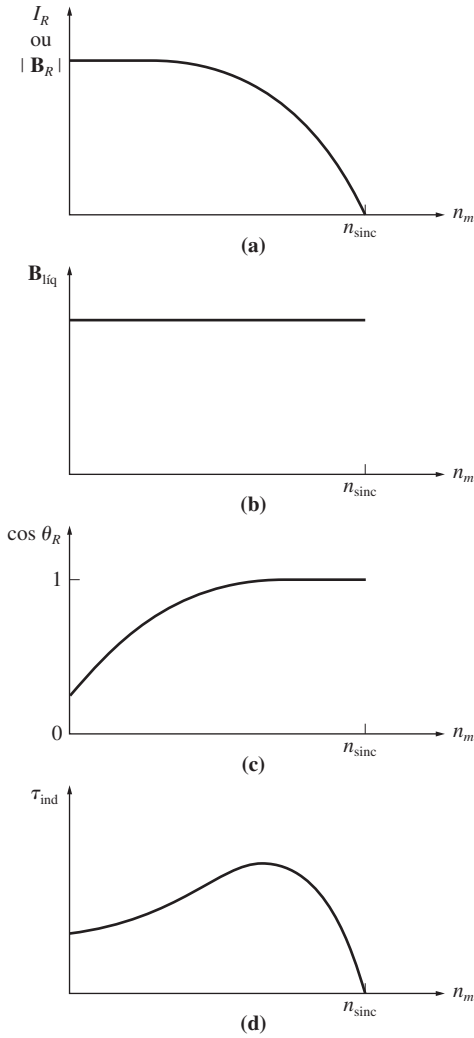 I_R
ou
| B_R |
n_m
n_sinc
(a)
B_líq
n_m
n_sinc
(b)
cos θ_R
1
0
n_m
n_sinc
(c)
τ_ind
n_m
n_sinc
(d)